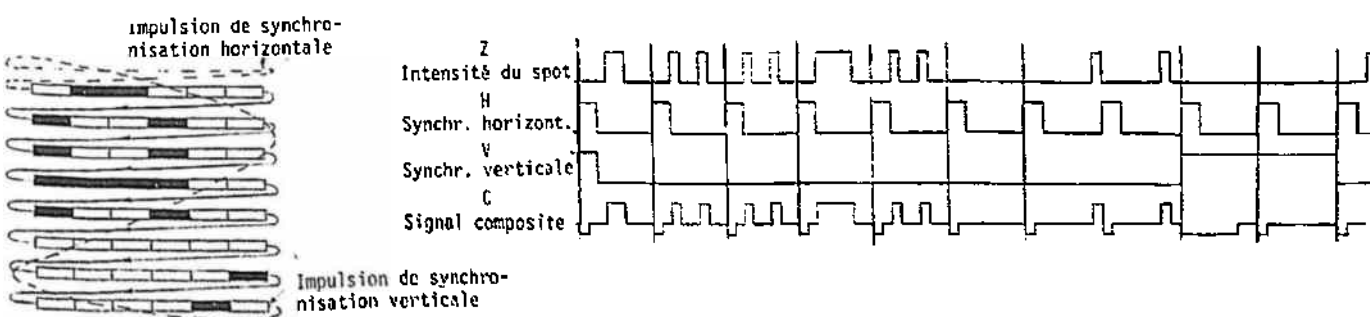 Impulsion de synchro-
nisation horizontale
Impulsion de synchro-
nisation verticale
Z
Intensité du spot
H
Synchr. horizont.
V
Synchr. verticale
C
Signal composite